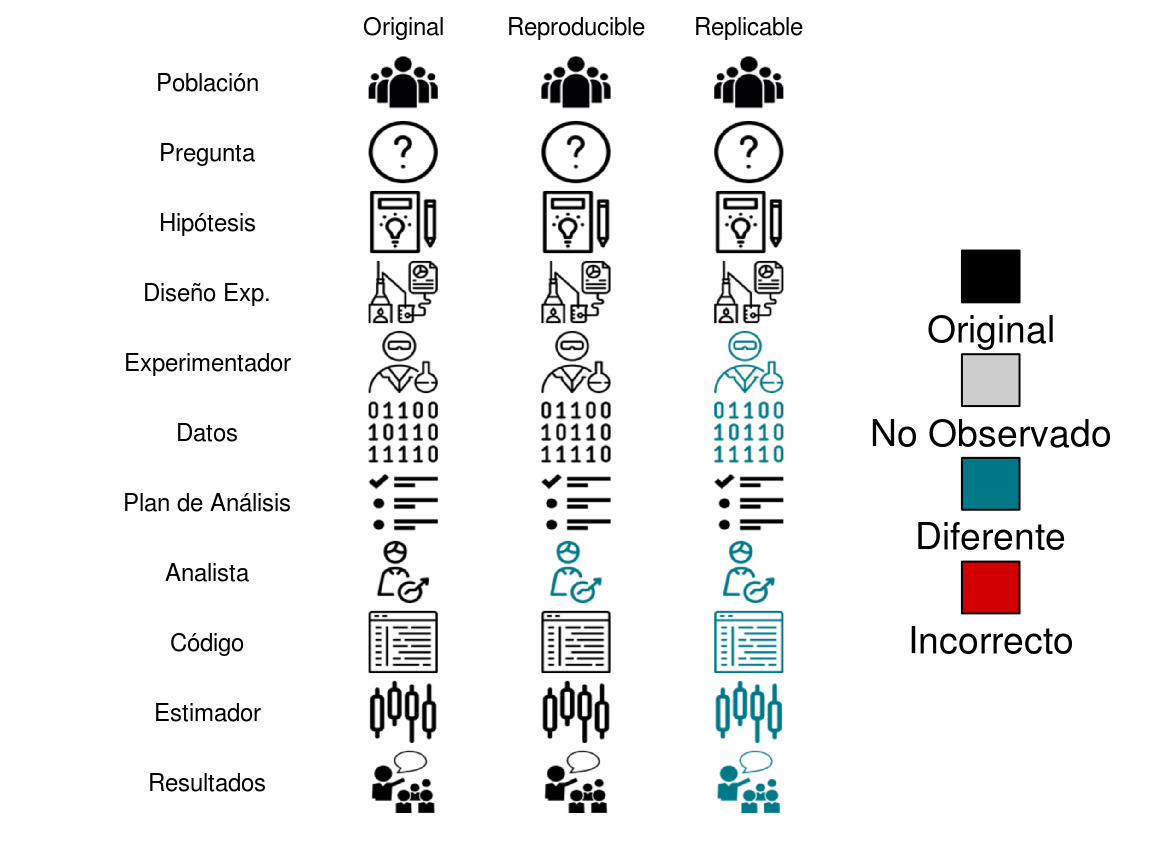 Original Reproducible Replicable
Población
Pregunta
? ? ?
Hipótesis
Diseño Exp.
Experimentador
01100 01100 01100
Datos 10110 10110 10110
11110 11110 11110
Plan de Análisis
Analista
Código
Estimador
Resultados
Original
No Observado
Diferente
Incorrecto